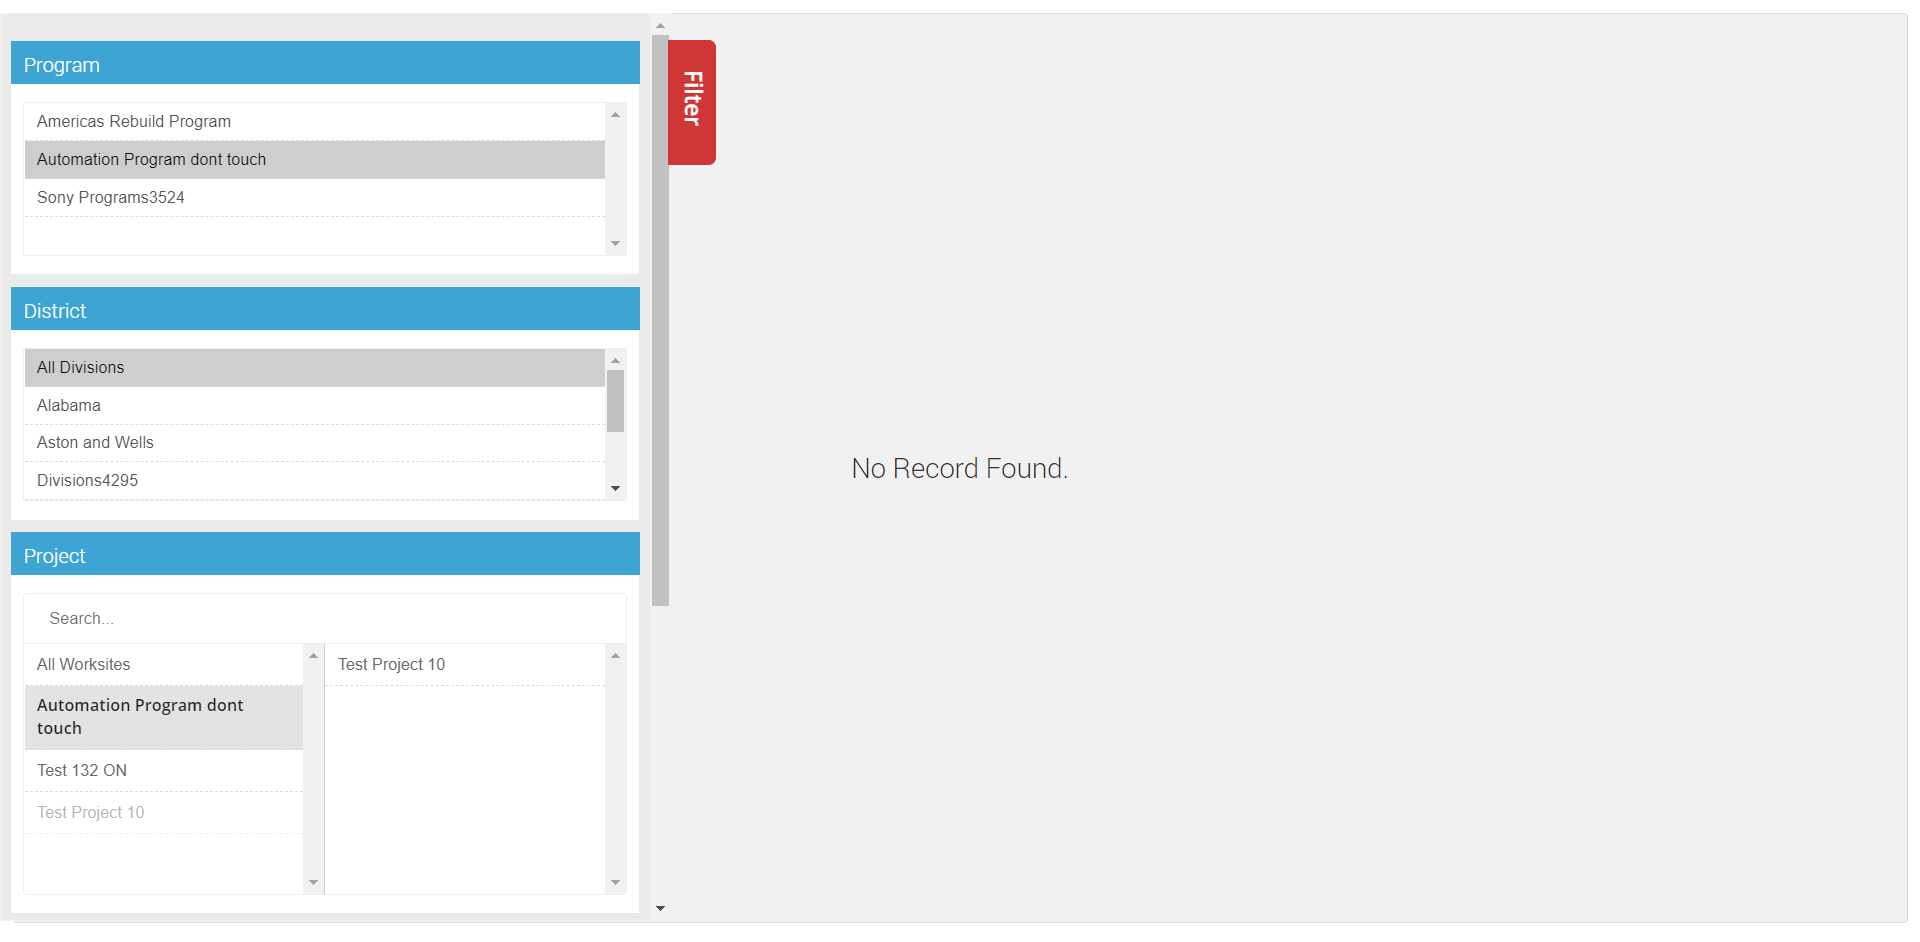 Program
Americas Rebuild Program
Automation Program dont touch
Sony Programs3524
District
All Divisions
Alabama
Aston and Wells
Divisions4295
Project
Search...
All Worksites
Automation Program dont
touch
Test 132 ON
Test Project 10
Test Project 10
Filter
No Record Found.